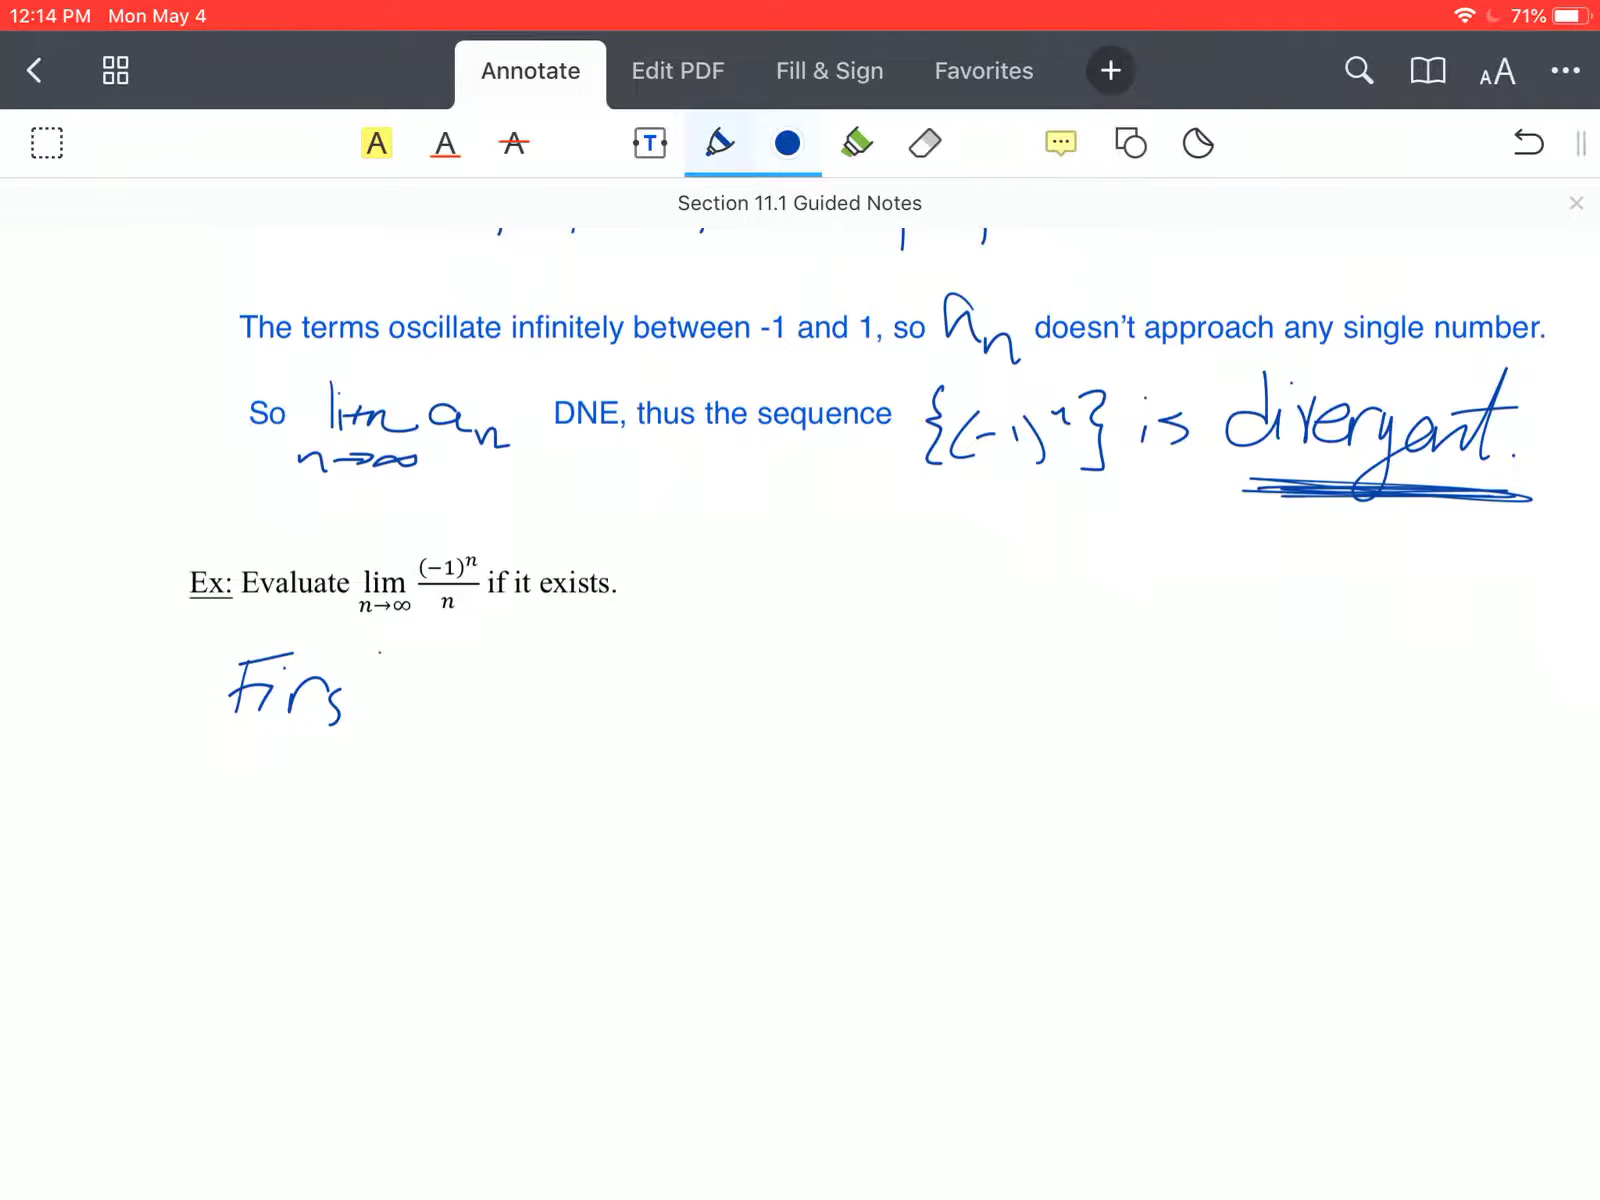 12:14 PM Mon May 4 71%
Annotate Edit PDF Fill & Sign Favorites
A A A T AA
Section 11.1 Guided Notes
The terms oscillate infinitely between -1 and 1, so aₙ doesn't approach any single number.
So lim n→∞ aₙ DNE, thus the sequence {(-1)ⁿ} is divergent.
Ex: Evaluate lim n→∞ (−1)ⁿ/n if it exists.
Firs